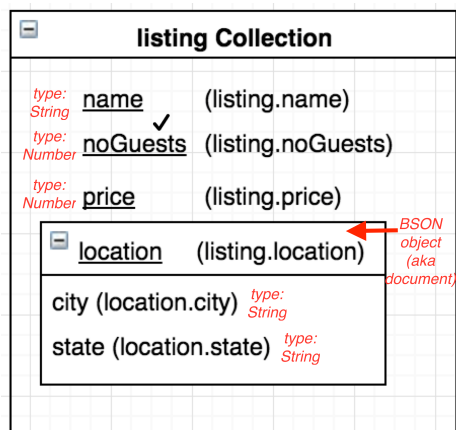 listing Collection
type: String name (listing.name)
type: Number noGuests (listing.noGuests)
type: Number price (listing.price)
location (listing.location)
BSON object (aka document)
city (location.city) type: String
state (location.state) type: String